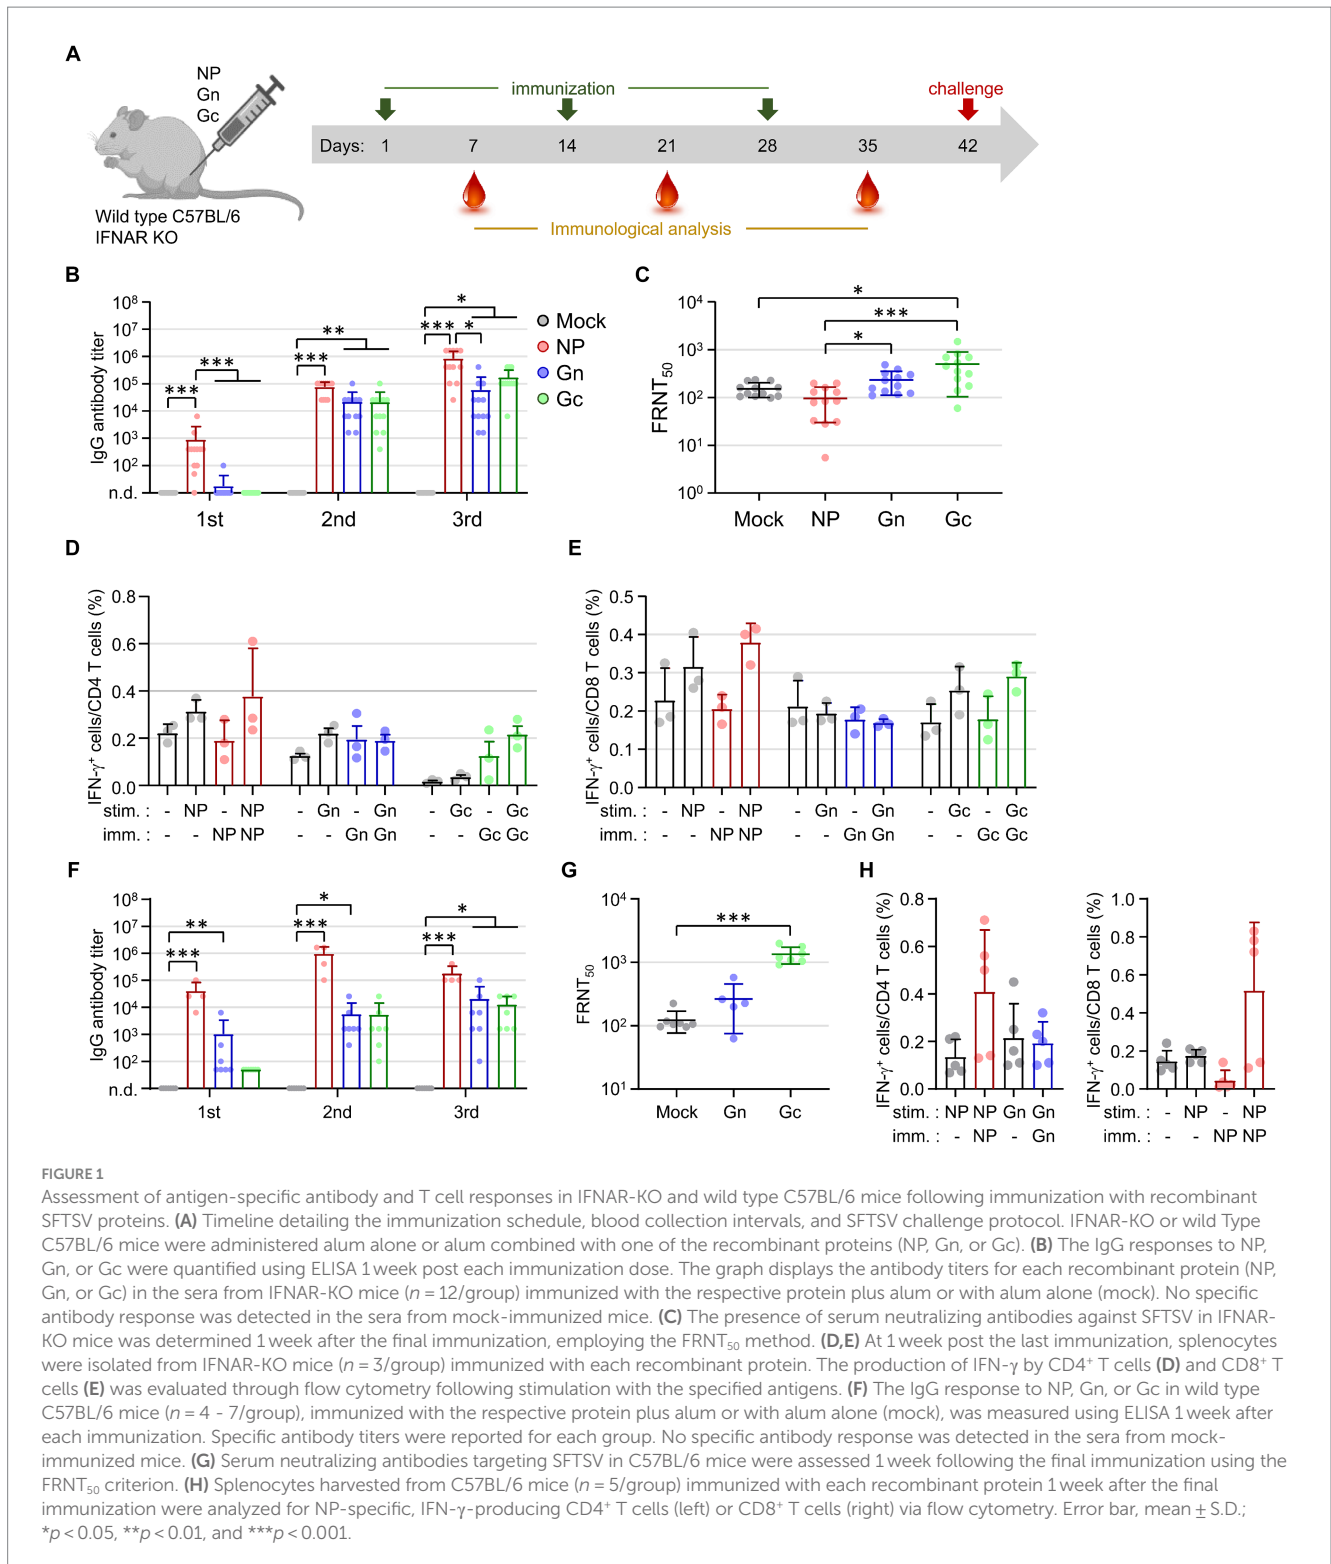 A
NP
Gn
Gc
immunization
challenge
Days: 1 7 14 21 28 35 42
Wild type C57BL/6
IFNAR KO
Immunological analysis
B
IgG antibody titer
10⁸
10⁷
10⁶
10⁵
10⁴
10³
10²
n.d.
*** *** *** ** *** * *
1st 2nd 3rd
Mock
NP
Gn
Gc
C
FRNT₅₀
10⁴
10³
10²
10¹
10⁰
*
***
*
Mock NP Gn Gc
D
IFN-γ⁺ cells/CD4 T cells (%)
0.8
0.6
0.4
0.2
0.0
stim. : - NP - NP - Gn - Gn - Gc - Gc
imm. : - - NP NP - - Gn Gn - - Gc Gc
E
IFN-γ⁺ cells/CD8 T cells (%)
0.5
0.4
0.3
0.2
0.1
0.0
stim. : - NP - NP - Gn - Gn - Gc - Gc
imm. : - - NP NP - - Gn Gn - - Gc Gc
F
IgG antibody titer
10⁸
10⁷
10⁶
10⁵
10⁴
10³
10²
n.d.
*** ** *** * *** *
1st 2nd 3rd
G
FRNT₅₀
10⁴
10³
10²
10¹
***
Mock Gn Gc
H
IFN-γ⁺ cells/CD4 T cells (%)
0.8
0.6
0.4
0.2
0.0
stim. : NP NP Gn Gn
imm. : - NP - Gn
IFN-γ⁺ cells/CD8 T cells (%)
1.0
0.8
0.6
0.4
0.2
0.0
stim. : - NP - NP
imm. : - - NP NP
FIGURE 1
Assessment of antigen-specific antibody and T cell responses in IFNAR-KO and wild type C57BL/6 mice following immunization with recombinant
SFTSV proteins. (A) Timeline detailing the immunization schedule, blood collection intervals, and SFTSV challenge protocol. IFNAR-KO or wild Type
C57BL/6 mice were administered alum alone or alum combined with one of the recombinant proteins (NP, Gn, or Gc). (B) The IgG responses to NP,
Gn, or Gc were quantified using ELISA 1 week post each immunization dose. The graph displays the antibody titers for each recombinant protein (NP,
Gn, or Gc) in the sera from IFNAR-KO mice (n = 12/group) immunized with the respective protein plus alum or with alum alone (mock). No specific
antibody response was detected in the sera from mock-immunized mice. (C) The presence of serum neutralizing antibodies against SFTSV in IFNAR-
KO mice was determined 1 week after the final immunization, employing the FRNT₅₀ method. (D,E) At 1 week post the last immunization, splenocytes
were isolated from IFNAR-KO mice (n = 3/group) immunized with each recombinant protein. The production of IFN-γ by CD4⁺ T cells (D) and CD8⁺ T
cells (E) was evaluated through flow cytometry following stimulation with the specified antigens. (F) The IgG response to NP, Gn, or Gc in wild type
C57BL/6 mice (n = 4 - 7/group), immunized with the respective protein plus alum or with alum alone (mock), was measured using ELISA 1 week after
each immunization. Specific antibody titers were reported for each group. No specific antibody response was detected in the sera from mock-
immunized mice. (G) Serum neutralizing antibodies targeting SFTSV in C57BL/6 mice were assessed 1 week following the final immunization using the
FRNT₅₀ criterion. (H) Splenocytes harvested from C57BL/6 mice (n = 5/group) immunized with each recombinant protein 1 week after the final
immunization were analyzed for NP-specific, IFN-γ-producing CD4⁺ T cells (left) or CD8⁺ T cells (right) via flow cytometry. Error bar, mean ± S.D.;
*p < 0.05, **p < 0.01, and ***p < 0.001.